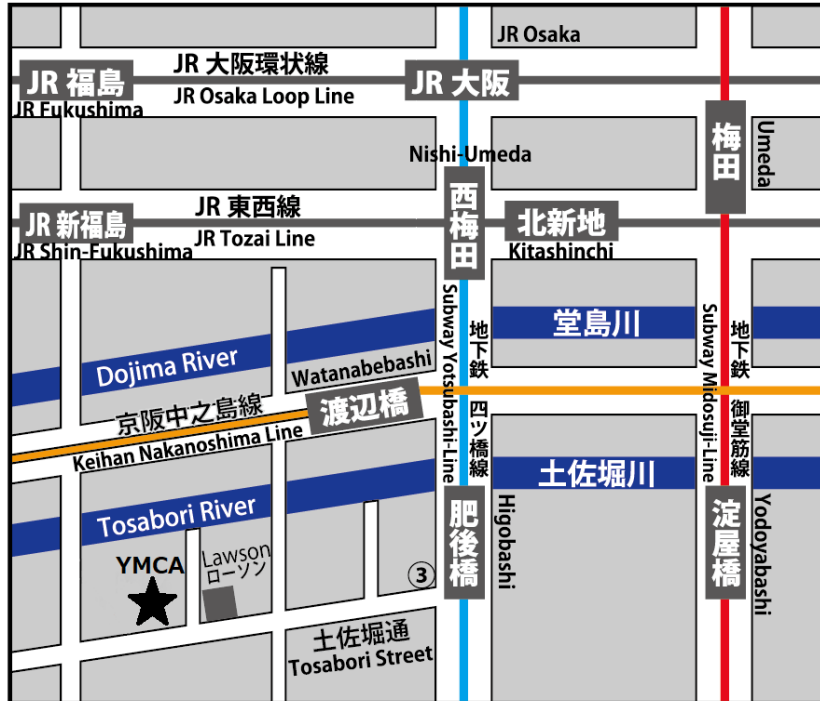 JR Osaka
JR 大阪環状線
JR 福島
JR 大阪
JR Osaka Loop Line
JR Fukushima
梅田
Umeda
Nishi-Umeda
西梅田
JR 東西線
JR 新福島
北新地
JR Tozai Line
JR Shin-Fukushima
Kitashinchi
Subway Yotsubashi-Line
地下鉄 四ツ橋線
堂島川
Subway Midosuji-Line
地下鉄 御堂筋線
Dojima River
Watanabebashi
渡辺橋
京阪中之島線
Keihan Nakanoshima Line
土佐堀川
Tosabori River
肥後橋
Higobashi
淀屋橋
Yodoyabashi
YMCA
Lawson
ローソン
③
土佐堀通
Tosabori Street